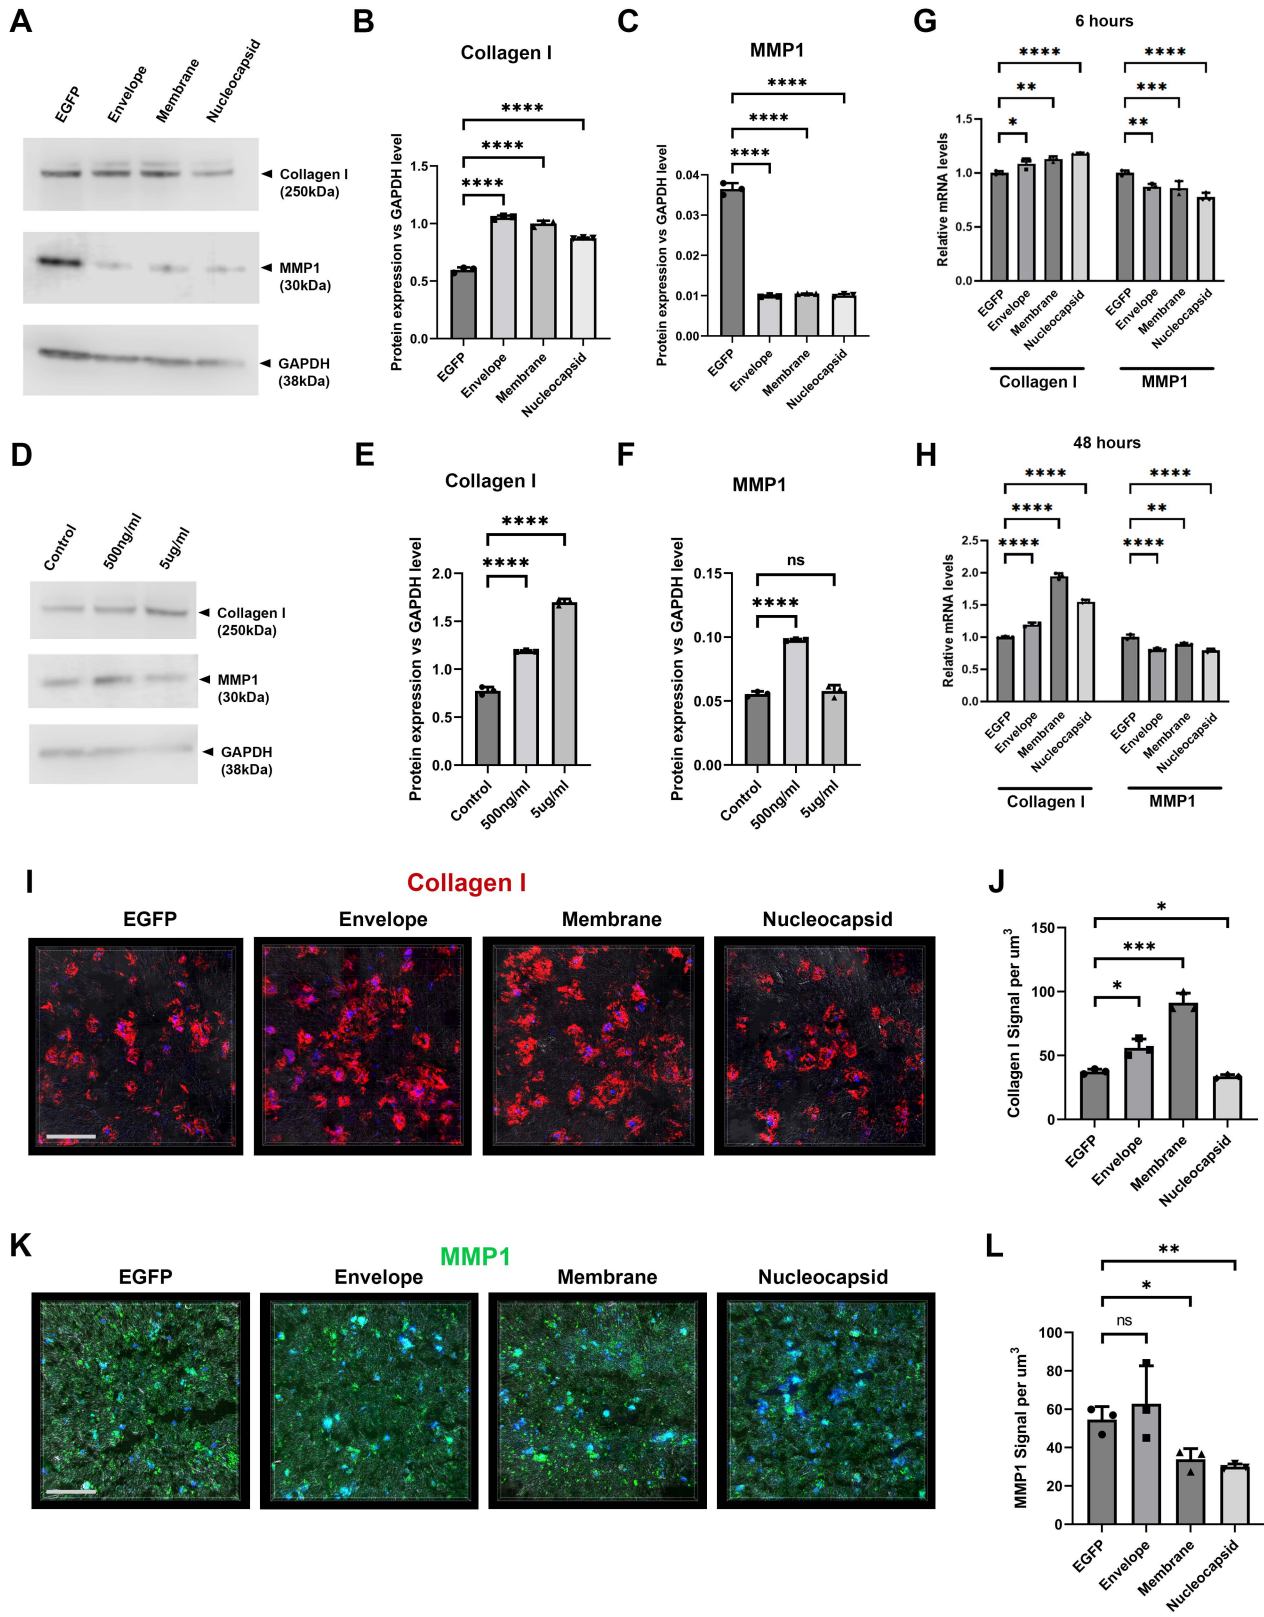 A
EGFP
Envelope
Membrane
Nucleocapsid
Collagen I
(250kDa)
MMP1
(30kDa)
GAPDH
(38kDa)
B
Collagen I
****
****
****
Protein expression vs GAPDH level
1.5
1.0
0.5
0.0
EGFP
Envelope
Membrane
Nucleocapsid
C
MMP1
****
****
****
Protein expression vs GAPDH level
0.04
0.03
0.02
0.01
0.00
EGFP
Envelope
Membrane
Nucleocapsid
G
6 hours
****
**
*
****
***
**
Relative mRNA levels
1.5
1.0
0.5
0.0
EGFP
Envelope
Membrane
Nucleocapsid
EGFP
Envelope
Membrane
Nucleocapsid
Collagen I
MMP1
D
Control
500ng/ml
5ug/ml
Collagen I
(250kDa)
MMP1
(30kDa)
GAPDH
(38kDa)
E
Collagen I
****
****
Protein expression vs GAPDH level
2.0
1.5
1.0
0.5
0.0
Control
500ng/ml
5ug/ml
F
MMP1
ns
****
Protein expression vs GAPDH level
0.15
0.10
0.05
0.00
Control
500ng/ml
5ug/ml
H
48 hours
****
****
****
****
**
****
Relative mRNA levels
2.5
2.0
1.5
1.0
0.5
0.0
EGFP
Envelope
Membrane
Nucleocapsid
EGFP
Envelope
Membrane
Nucleocapsid
Collagen I
MMP1
I
Collagen I
EGFP
Envelope
Membrane
Nucleocapsid
J
*
***
*
Collagen I Signal per um³
150
100
50
0
EGFP
Envelope
Membrane
Nucleocapsid
K
MMP1
EGFP
Envelope
Membrane
Nucleocapsid
L
**
*
ns
MMP1 Signal per um³
100
80
60
40
20
0
EGFP
Envelope
Membrane
Nucleocapsid